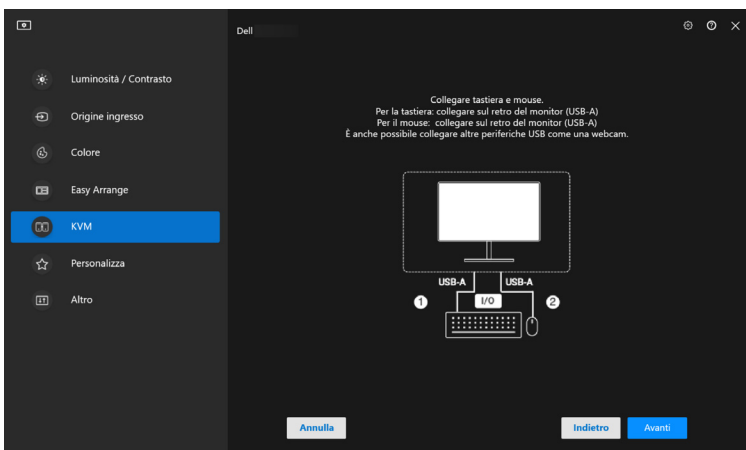 Dell
Luminosità / Contrasto
Origine ingresso
Colore
Easy Arrange
KVM
Personalizza
Altro
Collegare tastiera e mouse.
Per la tastiera: collegare sul retro del monitor (USB-A)
Per il mouse: collegare sul retro del monitor (USB-A)
È anche possibile collegare altre periferiche USB come una webcam.
USB-A USB-A
1 I/O 2
Annulla Indietro Avanti